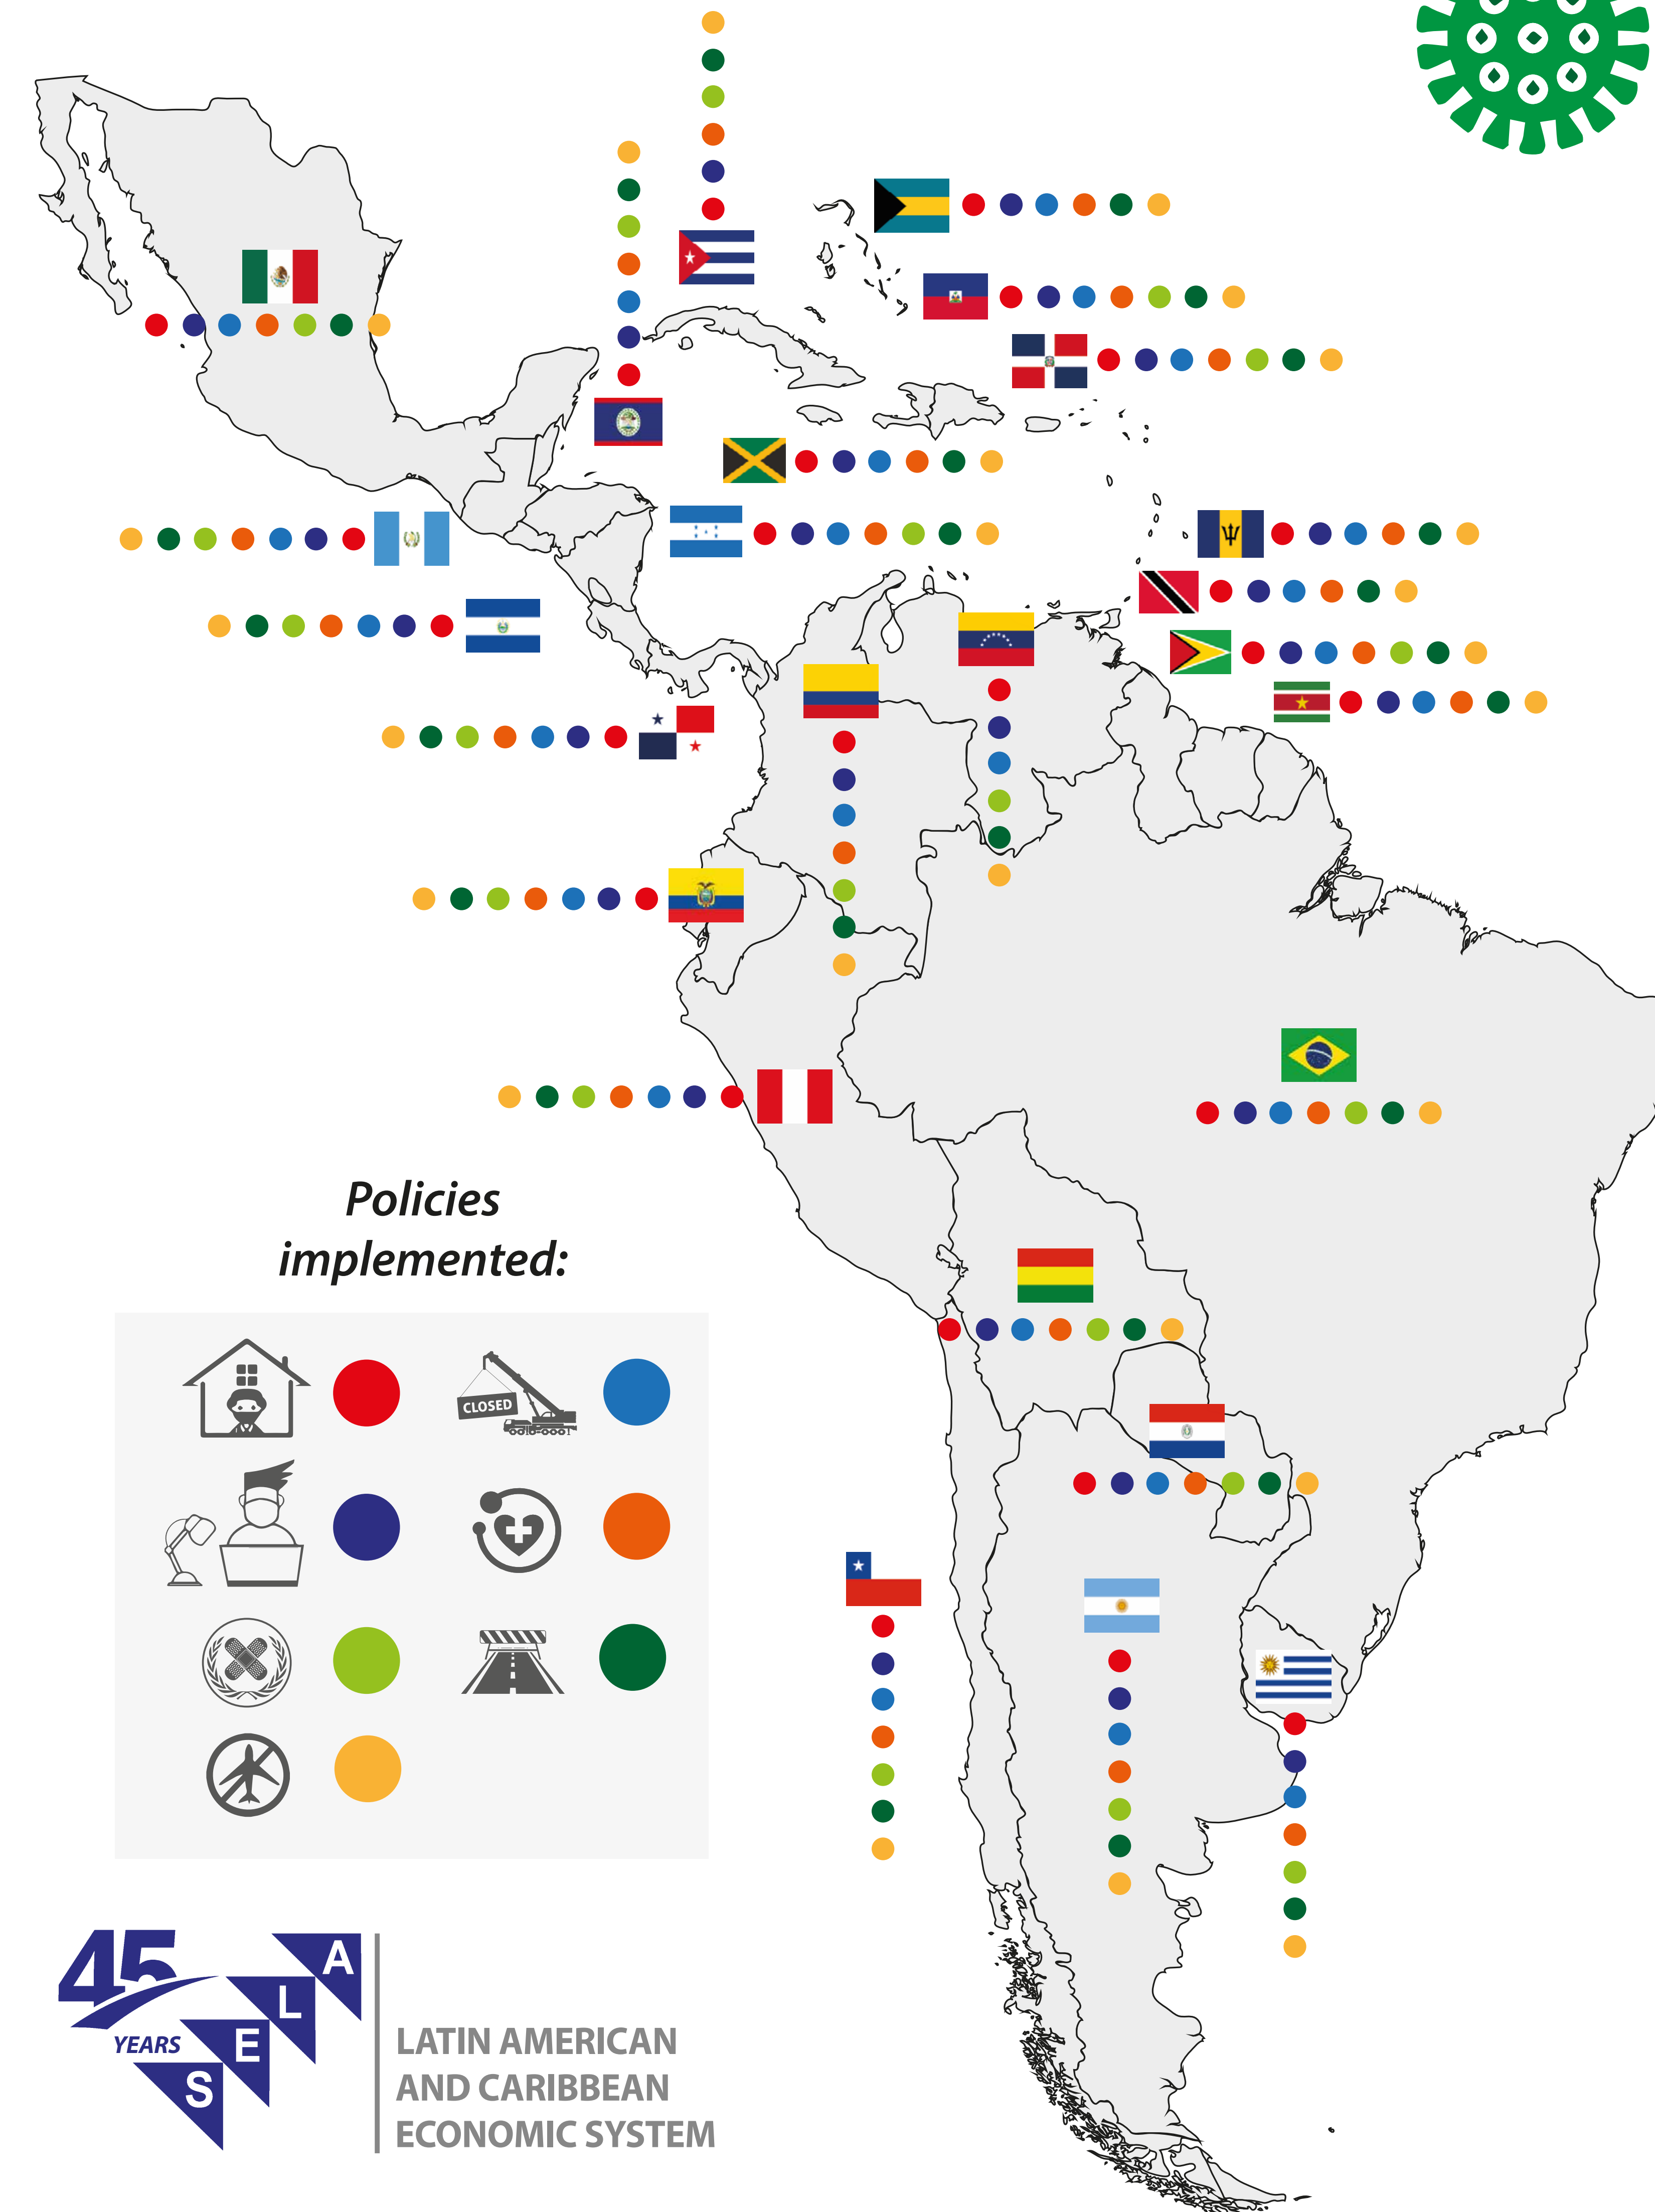 Policies
implemented:
CLOSED
45
YEARS
S E L A
LATIN AMERICAN
AND CARIBBEAN
ECONOMIC SYSTEM